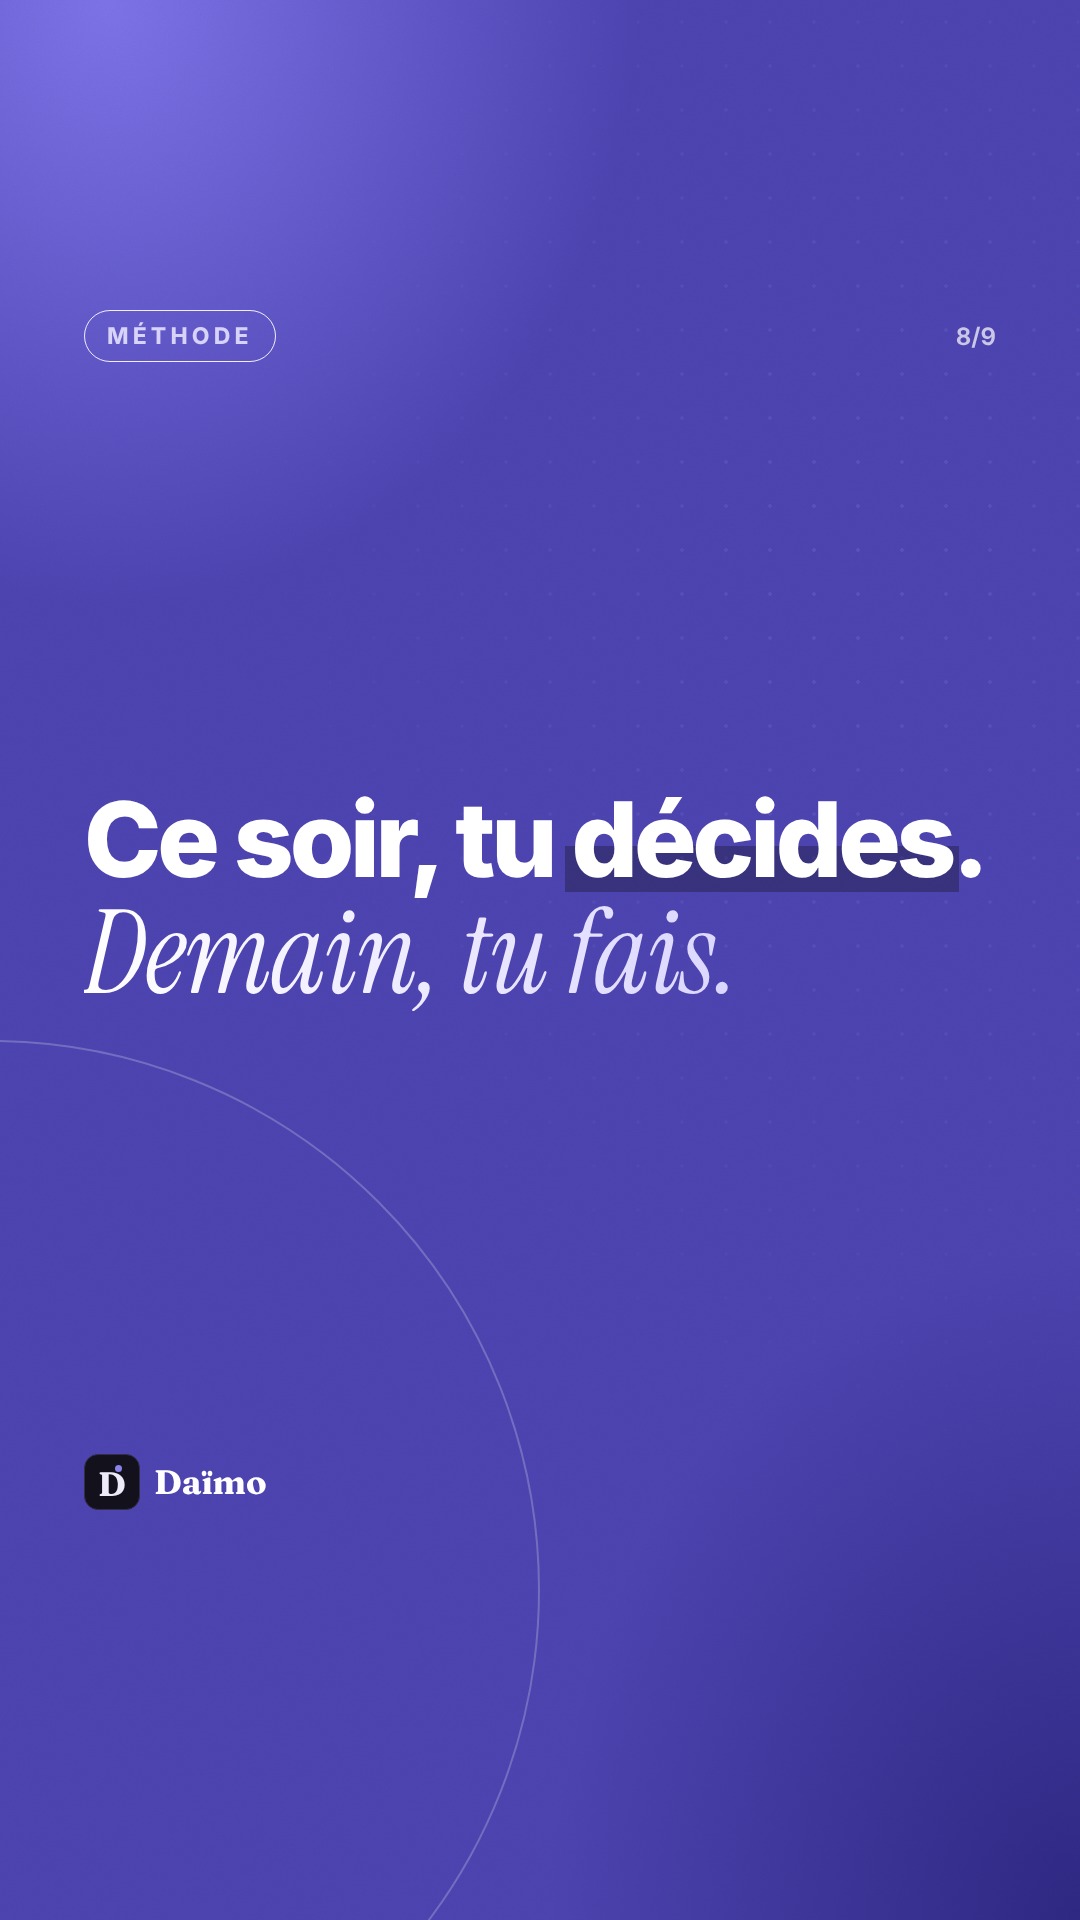 MÉTHODE
8/9
Ce soir, tu décides.
Demain, tu fais.
D
Daïmo